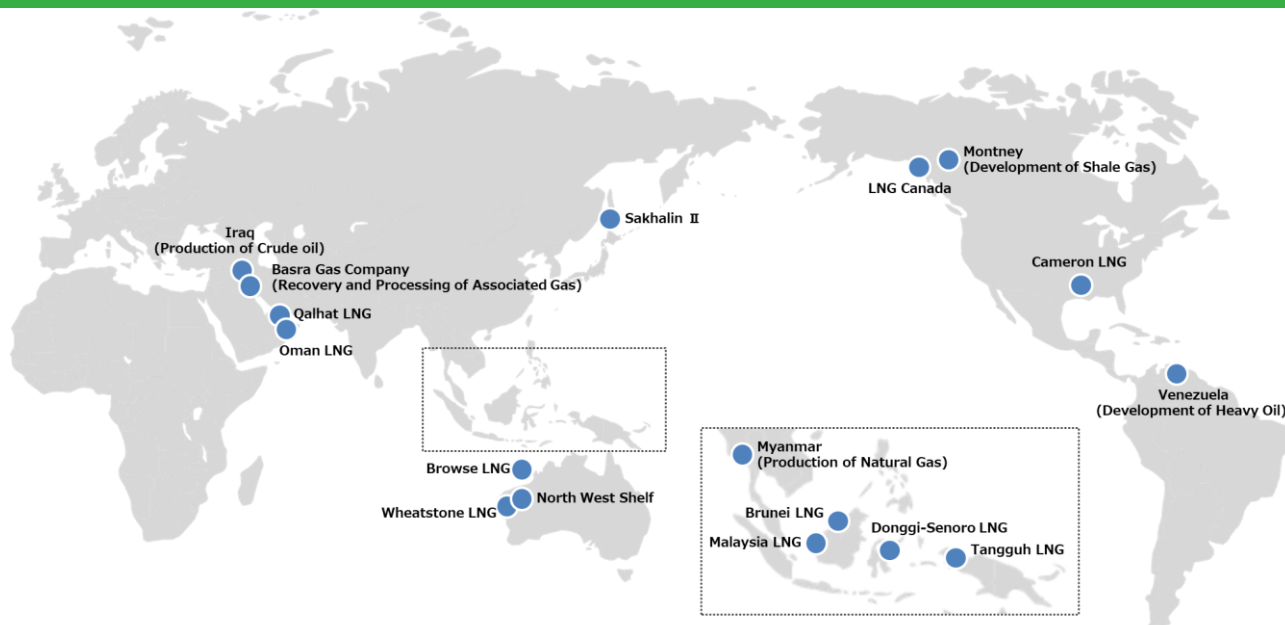 Montney
(Development of Shale Gas)
LNG Canada
Sakhalin Ⅱ
Iraq
(Production of Crude oil)
Basra Gas Company
(Recovery and Processing of Associated Gas)
Qalhat LNG
Oman LNG
Cameron LNG
Venezuela
(Development of Heavy Oil)
Browse LNG
North West Shelf
Wheatstone LNG
Myanmar
(Production of Natural Gas)
Brunei LNG
Donggi-Senoro LNG
Malaysia LNG
Tangguh LNG